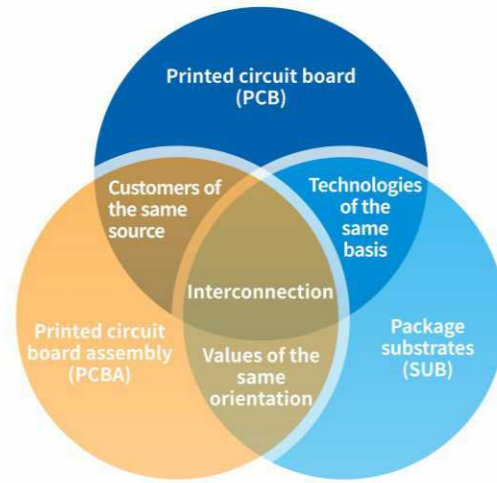 Printed circuit board
(PCB)
Customers of
the same
source
Technologies
of the
same
basis
Interconnection
Printed circuit
board assembly
(PCBA)
Values of the
same
orientation
Package
substrates
(SUB)